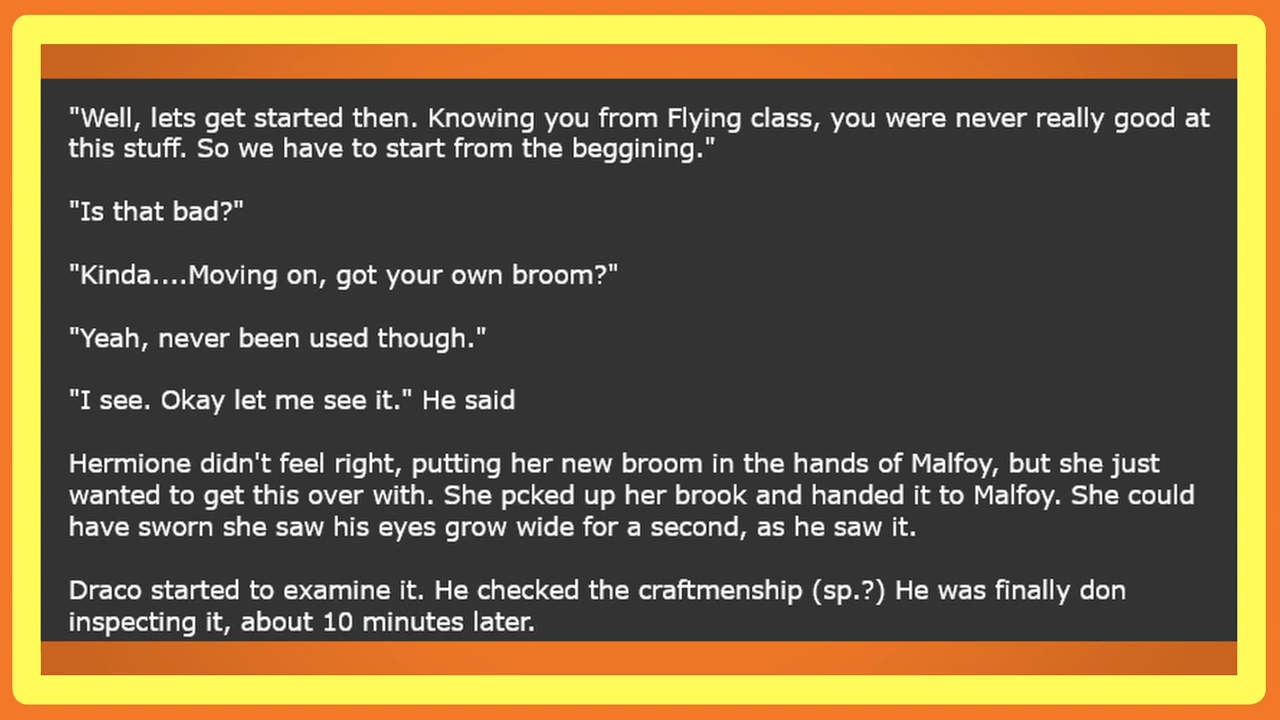 "Well, lets get started then. Knowing you from Flying class, you were never really good at
this stuff. So we have to start from the beggining."
"Is that bad?"
"Kinda....Moving on, got your own broom?"
"Yeah, never been used though."
"I see. Okay let me see it." He said
Hermione didn't feel right, putting her new broom in the hands of Malfoy, but she just
wanted to get this over with. She pcked up her brook and handed it to Malfoy. She could
have sworn she saw his eyes grow wide for a second, as he saw it.
Draco started to examine it. He checked the craftmenship (sp.?) He was finally don
inspecting it, about 10 minutes later.